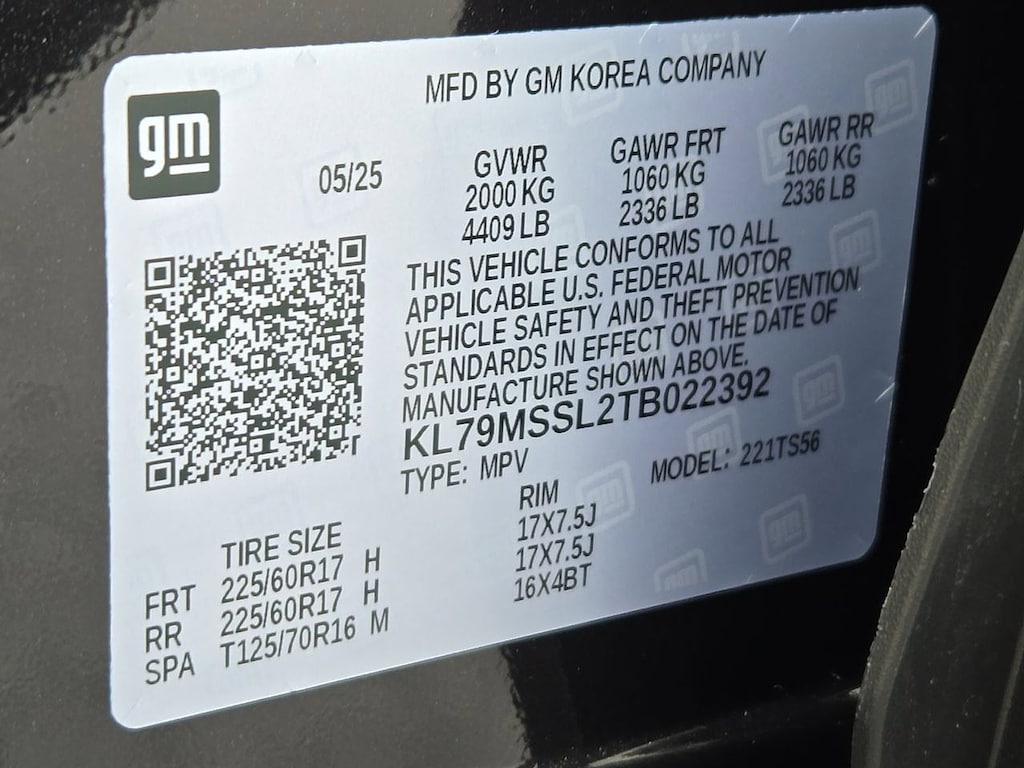 gm
MFD BY GM KOREA COMPANY
05/25
GVWR GAWR FRT GAWR RR
2000 KG 1060 KG 1060 KG
4409 LB 2336 LB 2336 LB
THIS VEHICLE CONFORMS TO ALL
APPLICABLE U.S. FEDERAL MOTOR
VEHICLE SAFETY AND THEFT PREVENTION
STANDARDS IN EFFECT ON THE DATE OF
MANUFACTURE SHOWN ABOVE.
KL79MSSL2TB022392
TYPE: MPV MODEL: 221TS56
TIRE SIZE RIM
FRT 225/60R17 H 17X7.5J
RR 225/60R17 H 17X7.5J
SPA T125/70R16 M 16X4BT